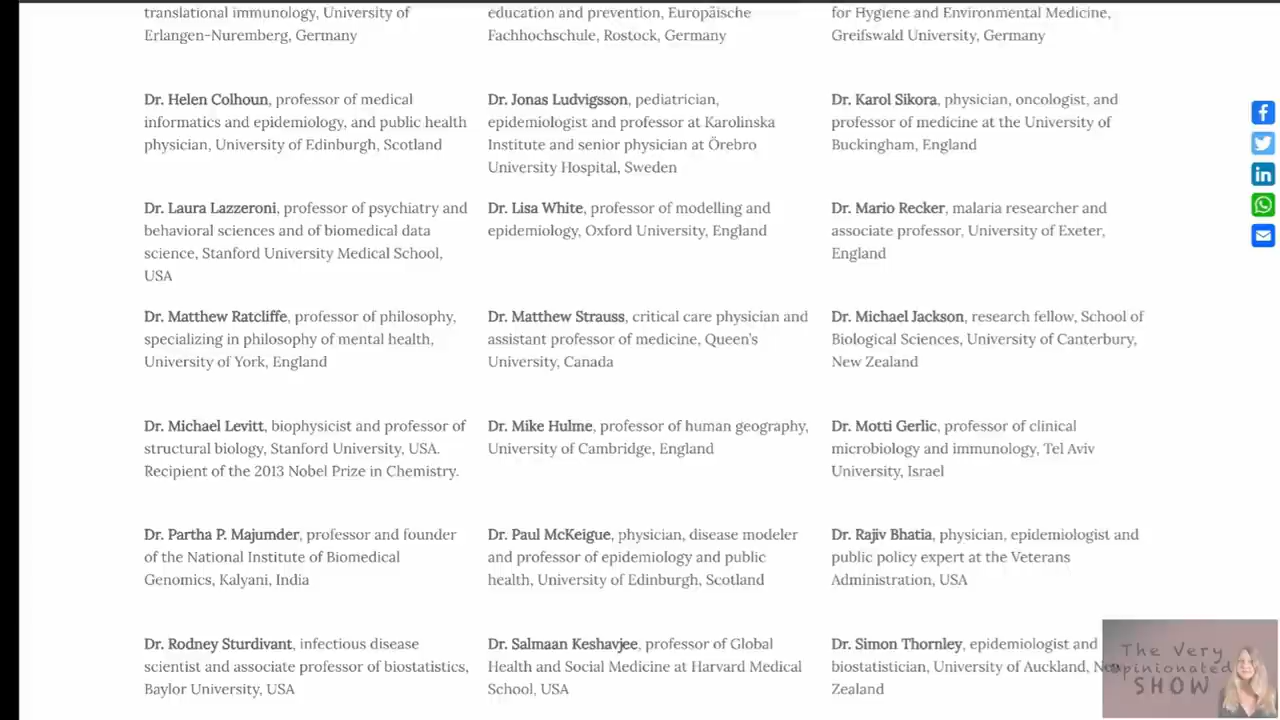 translational immunology, University of
Erlangen-Nuremberg, Germany
education and prevention, Europäische
Fachhochschule, Rostock, Germany
for Hygiene and Environmental Medicine,
Greifswald University, Germany
Dr. Helen Colhoun, professor of medical
informatics and epidemiology, and public health
physician, University of Edinburgh, Scotland
Dr. Jonas Ludvigsson, pediatrician,
epidemiologist and professor at Karolinska
Institute and senior physician at Örebro
University Hospital, Sweden
Dr. Karol Sikora, physician, oncologist, and
professor of medicine at the University of
Buckingham, England
Dr. Laura Lazzeroni, professor of psychiatry and
behavioral sciences and of biomedical data
science, Stanford University Medical School,
USA
Dr. Lisa White, professor of modelling and
epidemiology, Oxford University, England
Dr. Mario Recker, malaria researcher and
associate professor, University of Exeter,
England
Dr. Matthew Ratcliffe, professor of philosophy,
specializing in philosophy of mental health,
University of York, England
Dr. Matthew Strauss, critical care physician and
assistant professor of medicine, Queen's
University, Canada
Dr. Michael Jackson, research fellow, School of
Biological Sciences, University of Canterbury,
New Zealand
Dr. Michael Levitt, biophysicist and professor of
structural biology, Stanford University, USA.
Recipient of the 2013 Nobel Prize in Chemistry.
Dr. Mike Hulme, professor of human geography,
University of Cambridge, England
Dr. Motti Gerlic, professor of clinical
microbiology and immunology, Tel Aviv
University, Israel
Dr. Partha P. Majumder, professor and founder
of the National Institute of Biomedical
Genomics, Kalyani, India
Dr. Paul McKeigue, physician, disease modeler
and professor of epidemiology and public
health, University of Edinburgh, Scotland
Dr. Rajiv Bhatia, physician, epidemiologist and
public policy expert at the Veterans
Administration, USA
Dr. Rodney Sturdivant, infectious disease
scientist and associate professor of biostatistics,
Baylor University, USA
Dr. Salmaan Keshavjee, professor of Global
Health and Social Medicine at Harvard Medical
School, USA
Dr. Simon Thornley, epidemiologist and
biostatistician, University of Auckland,
Zealand
The Very
opinionated
SHOW